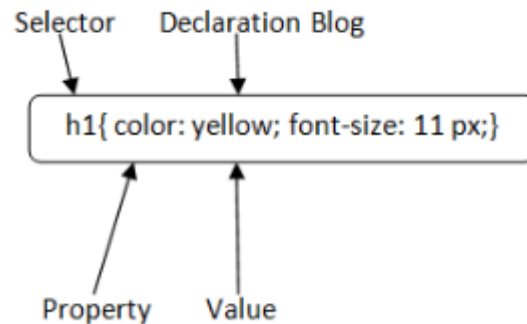 Selector Declaration Blog
h1{ color: yellow; font-size: 11 px;}
Property Value